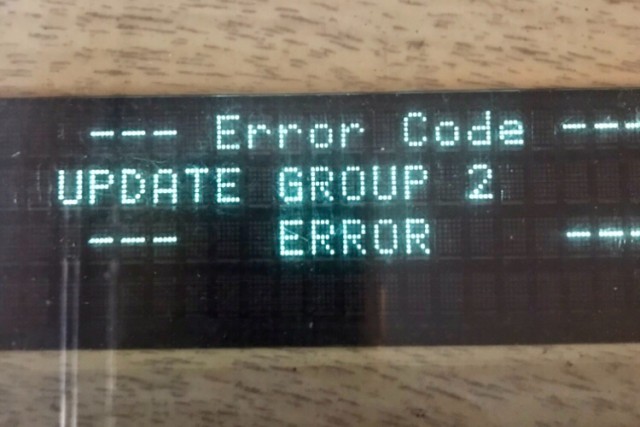 --- Error Code ---
UPDATE GROUP 2
--- ERROR ---